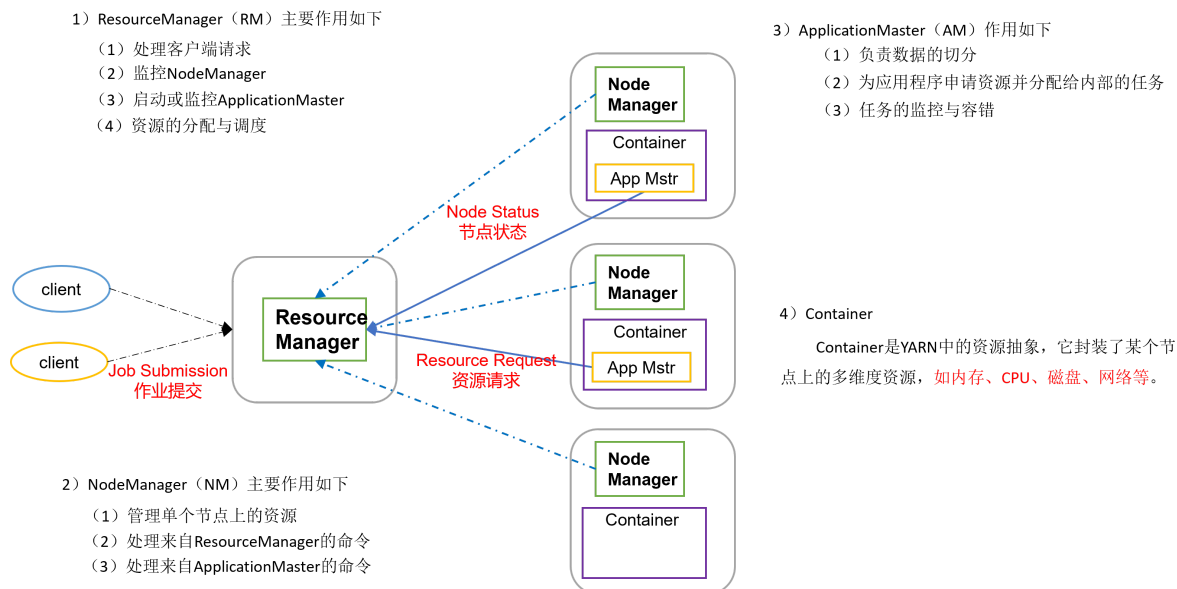 1）ResourceManager（RM）主要作用如下
（1）处理客户端请求
（2）监控NodeManager
（3）启动或监控ApplicationMaster
（4）资源的分配与调度
3）ApplicationMaster（AM）作用如下
（1）负责数据的切分
（2）为应用程序申请资源并分配给内部的任务
（3）任务的监控与容错
Node
Manager
Container
App Mstr
Node Status
节点状态
client
client
Job Submission
作业提交
Resource
Manager
Resource Request
资源请求
Node
Manager
Container
App Mstr
4）Container
Container是YARN中的资源抽象，它封装了某个节
点上的多维度资源，如内存、CPU、磁盘、网络等。
Node
Manager
Container
2）NodeManager（NM）主要作用如下
（1）管理单个节点上的资源
（2）处理来自ResourceManager的命令
（3）处理来自ApplicationMaster的命令